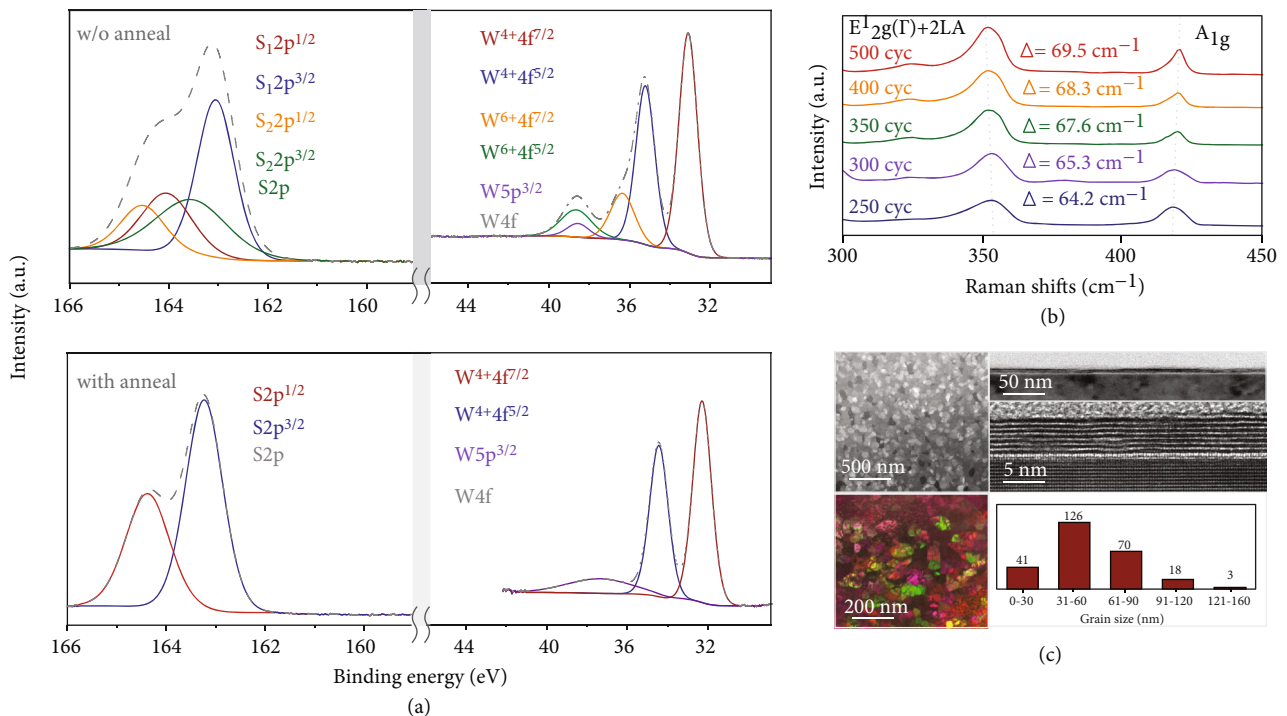 w/o anneal
S₁2p¹/²
S₁2p³/²
S₂2p¹/²
S₂2p³/²
S2p
W⁴⁺4f⁷/²
W⁴⁺4f⁵/²
W⁶⁺4f⁷/²
W⁶⁺4f⁵/²
W5p³/²
W4f
166 164 162 160 44 40 36 32
with anneal
S2p¹/²
S2p³/²
S2p
W⁴⁺4f⁷/²
W⁴⁺4f⁵/²
W5p³/²
W4f
166 164 162 160 44 40 36 32
Intensity (a.u.)
Binding energy (eV)
(a)
E¹2g(Γ)+2LA
A1g
500 cyc Δ = 69.5 cm⁻¹
400 cyc Δ = 68.3 cm⁻¹
350 cyc Δ = 67.6 cm⁻¹
300 cyc Δ = 65.3 cm⁻¹
250 cyc Δ = 64.2 cm⁻¹
300 350 400 450
Intensity (a.u.)
Raman shifts (cm⁻¹)
(b)
500 nm
50 nm
5 nm
200 nm
41 126 70 18 3
0-30 31-60 61-90 91-120 121-160
Grain size (nm)
(c)